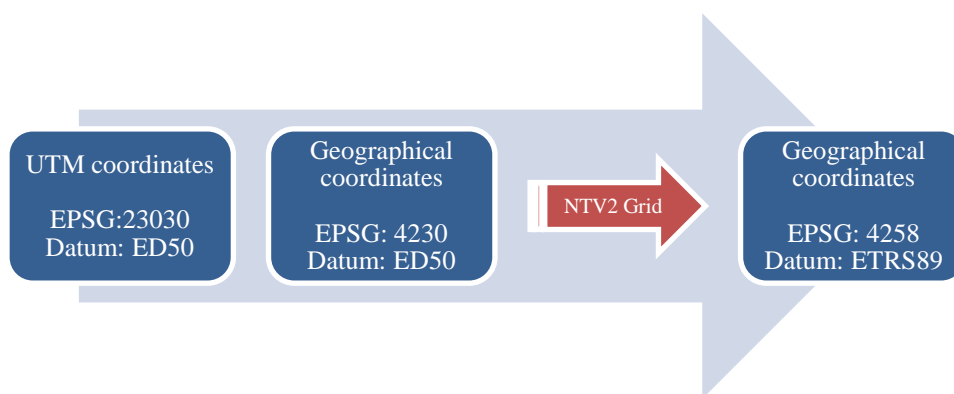 UTM coordinates
EPSG:23030
Datum: ED50
Geographical
coordinates
EPSG: 4230
Datum: ED50
NTV2 Grid
Geographical
coordinates
EPSG: 4258
Datum: ETRS89